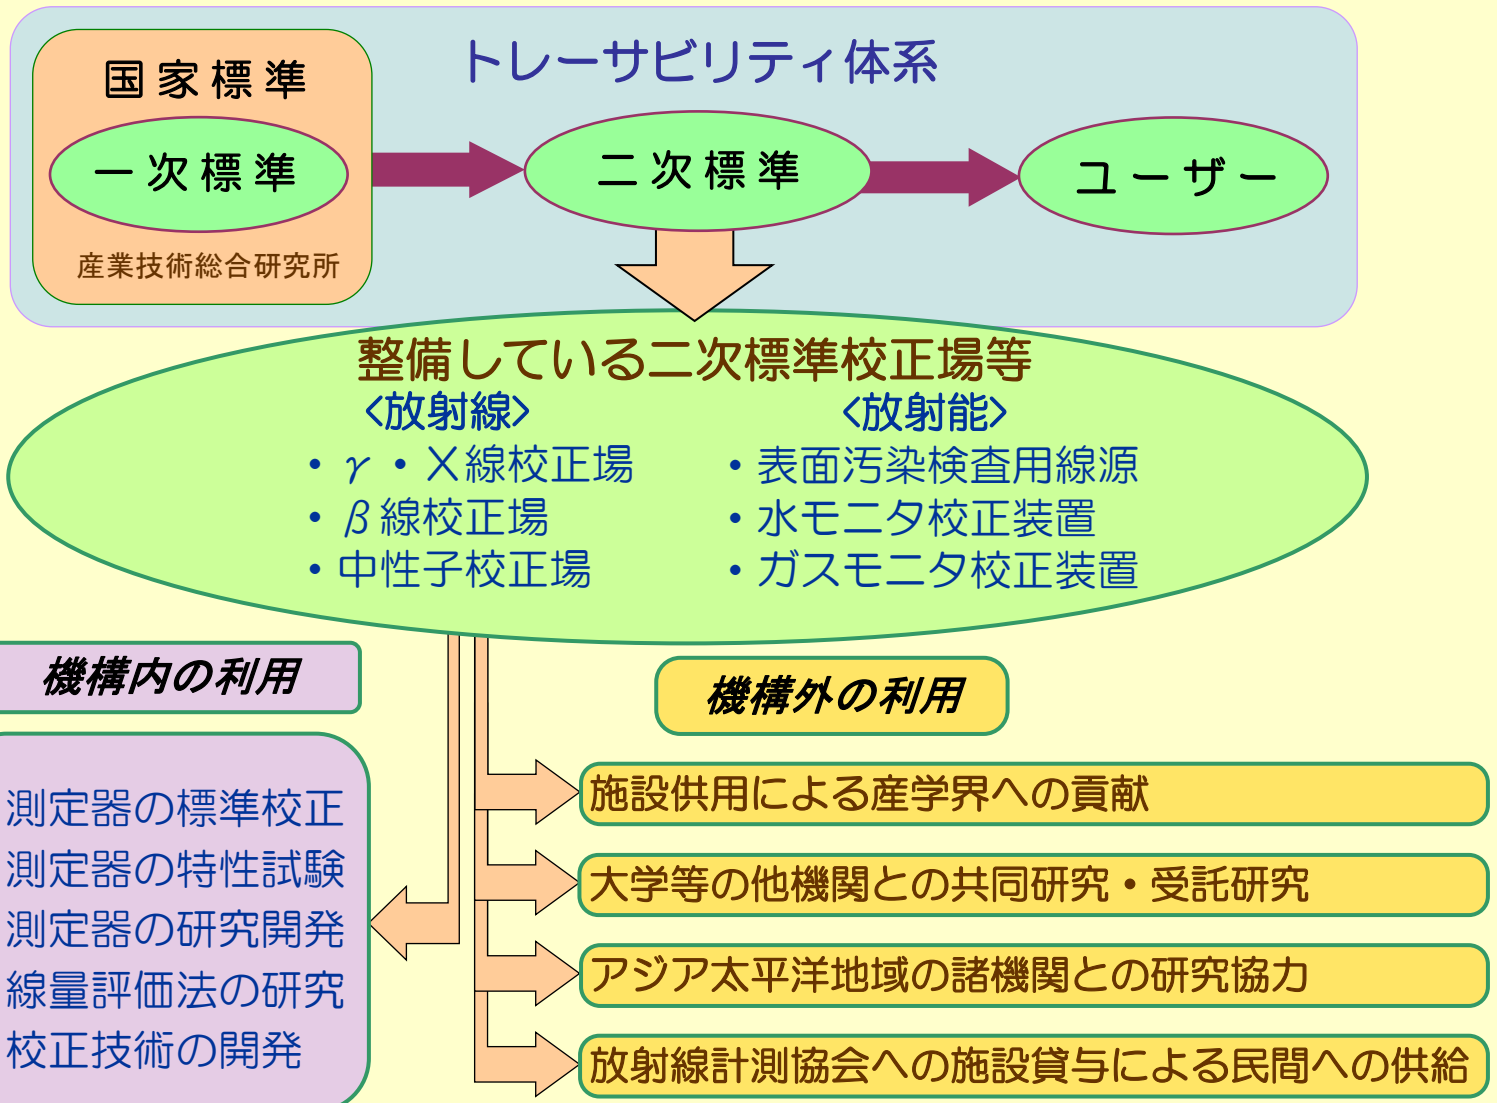 トレーサビリティ体系
国家標準
一次標準
産業技術総合研究所
二次標準
ユーザー
整備している二次標準校正場等
<放射線>
・γ・X線校正場
・β線校正場
・中性子校正場
<放射能>
・表面汚染検査用線源
・水モニタ校正装置
・ガスモニタ校正装置
機構内の利用
測定器の標準校正
測定器の特性試験
測定器の研究開発
線量評価法の研究
校正技術の開発
機構外の利用
施設供用による産学界への貢献
大学等の他機関との共同研究・受託研究
アジア太平洋地域の諸機関との研究協力
放射線計測協会への施設貸与による民間への供給